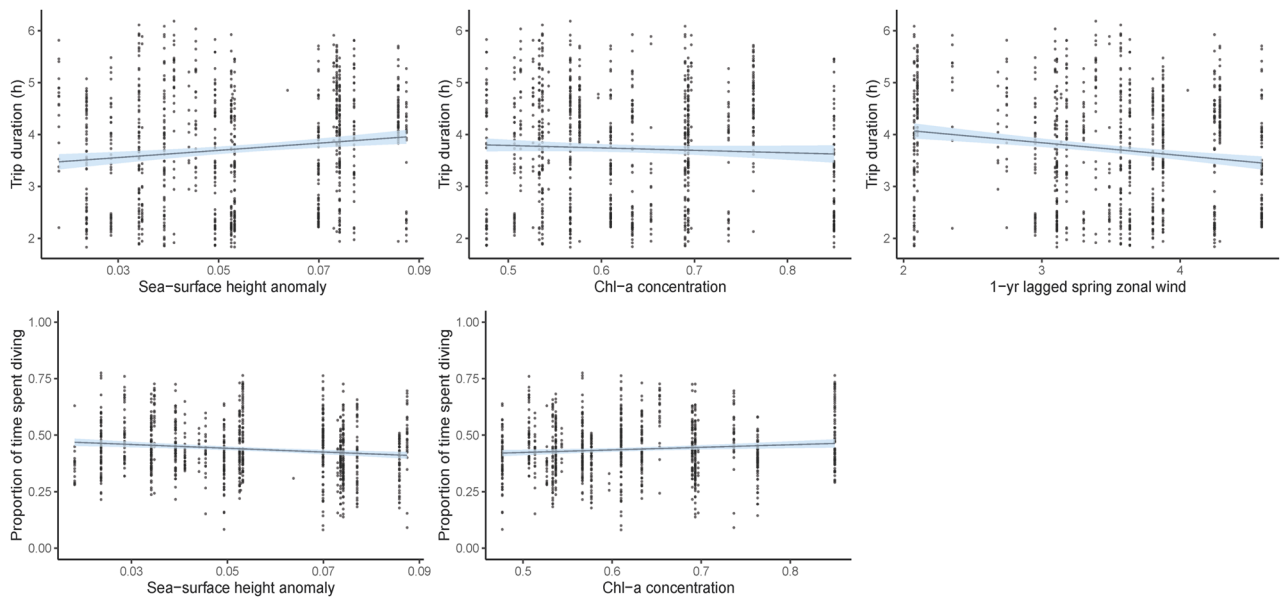 6
5
4
3
2
Trip duration (h)
0.03 0.05 0.07 0.09
Sea−surface height anomaly
6
5
4
3
2
Trip duration (h)
0.5 0.6 0.7 0.8
Chl−a concentration
6
5
4
3
2
Trip duration (h)
2 3 4
1−yr lagged spring zonal wind
1.00
0.75
0.50
0.25
0.00
Proportion of time spent diving
0.03 0.05 0.07 0.09
Sea−surface height anomaly
1.00
0.75
0.50
0.25
0.00
Proportion of time spent diving
0.5 0.6 0.7 0.8
Chl−a concentration